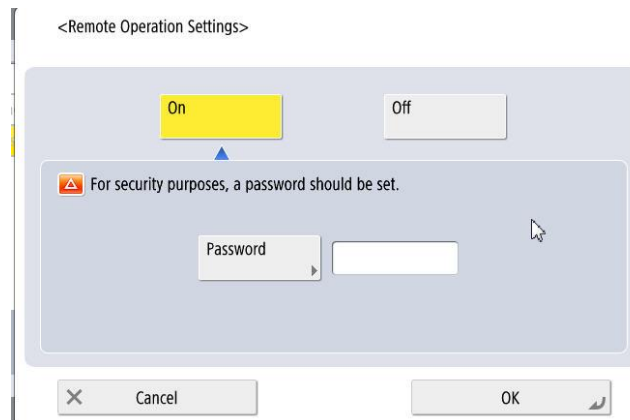 <Remote Operation Settings>
On
Off
For security purposes, a password should be set.
Password
Cancel
OK